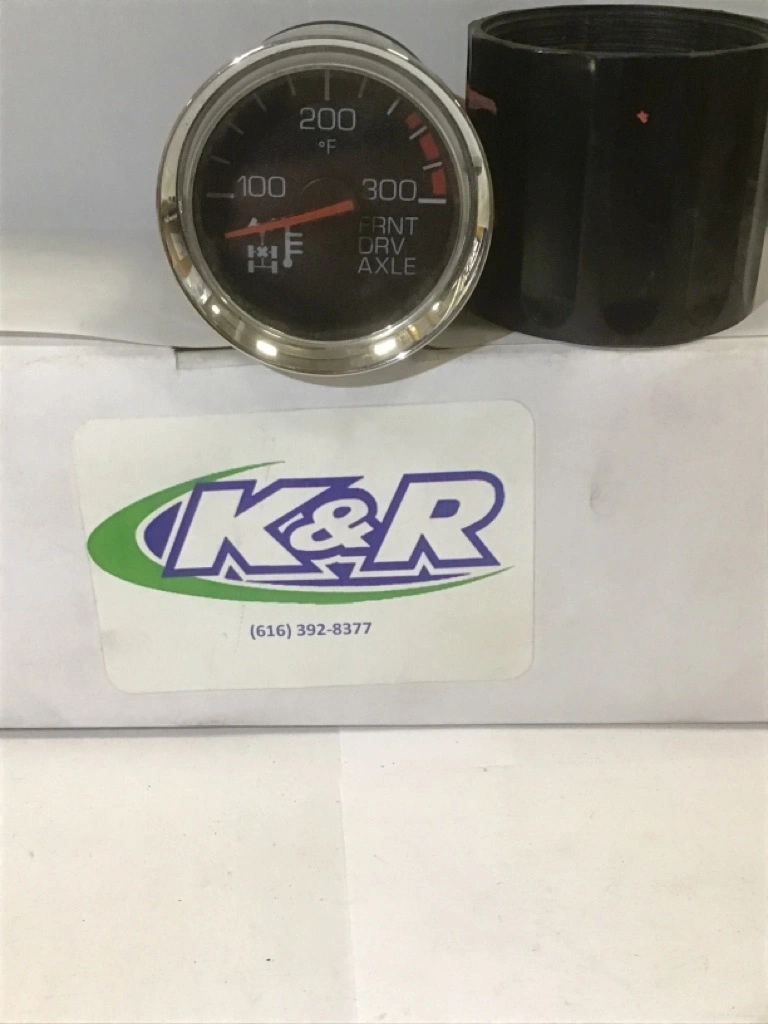 200
°F
100
300
FRNT
DRV
AXLE
K&R
(616) 392-8377